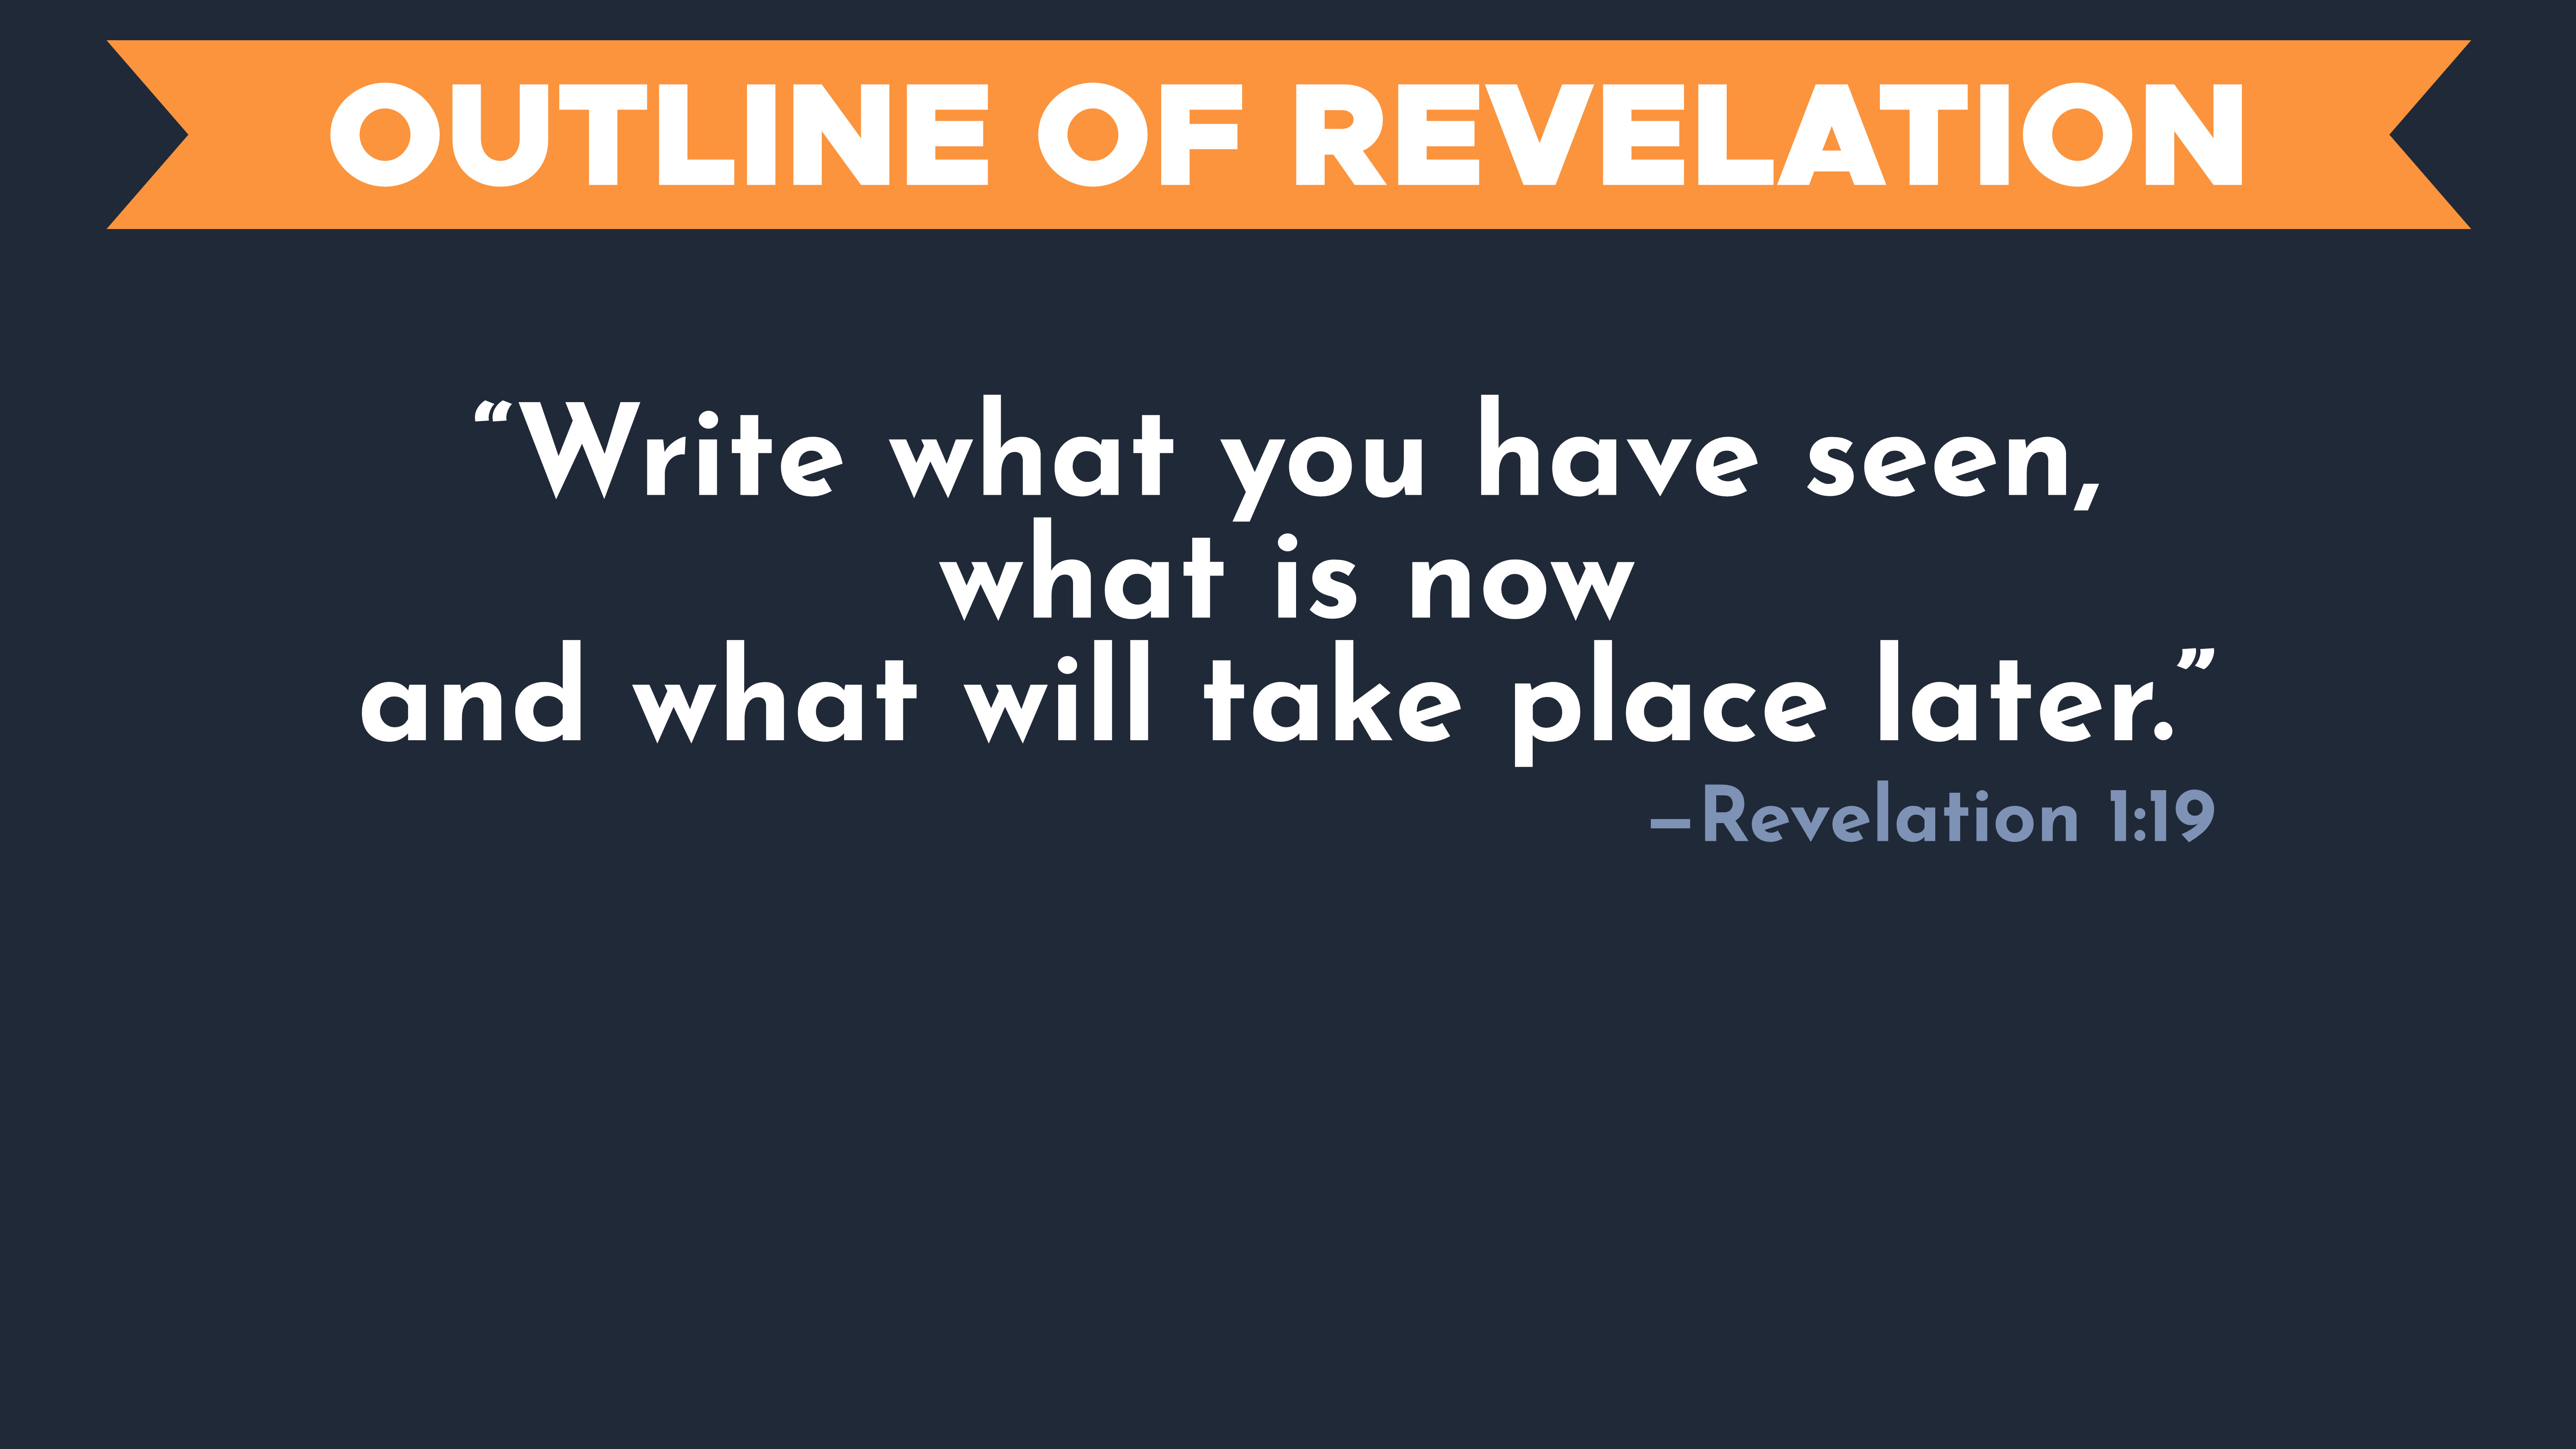 OUTLINE OF REVELATION
“Write what you have seen,
what is now
and what will take place later.”
–Revelation 1:19